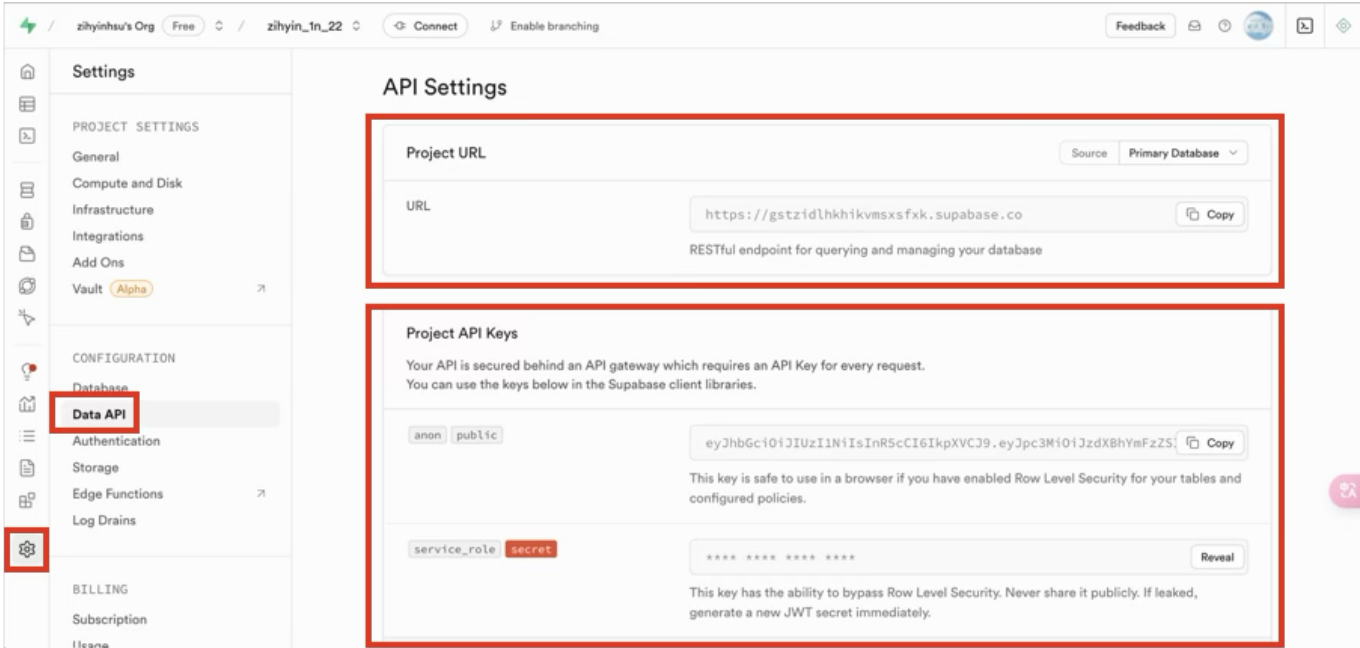 zihyinhsu's Org Free / zihyin_1n_22 Connect Enable branching Feedback
Settings
PROJECT SETTINGS
General
Compute and Disk
Infrastructure
Integrations
Add Ons
Vault Alpha
CONFIGURATION
Database
Data API
Authentication
Storage
Edge Functions
Log Drains
BILLING
Subscription
Usage
API Settings
Project URL
Source Primary Database
URL
https://gstzidlhkhikvmsxsfxk.supabase.co Copy
RESTful endpoint for querying and managing your database
Project API Keys
Your API is secured behind an API gateway which requires an API Key for every request.
You can use the keys below in the Supabase client libraries.
anon public
eyJhbGciOiJIUzI1NiIsInR5cCI6IkpXVCJ9.eyJpc3MiOiJzdXBhYmFzZS Copy
This key is safe to use in a browser if you have enabled Row Level Security for your tables and
configured policies.
service_role secret
**** **** **** **** Reveal
This key has the ability to bypass Row Level Security. Never share it publicly. If leaked,
generate a new JWT secret immediately.